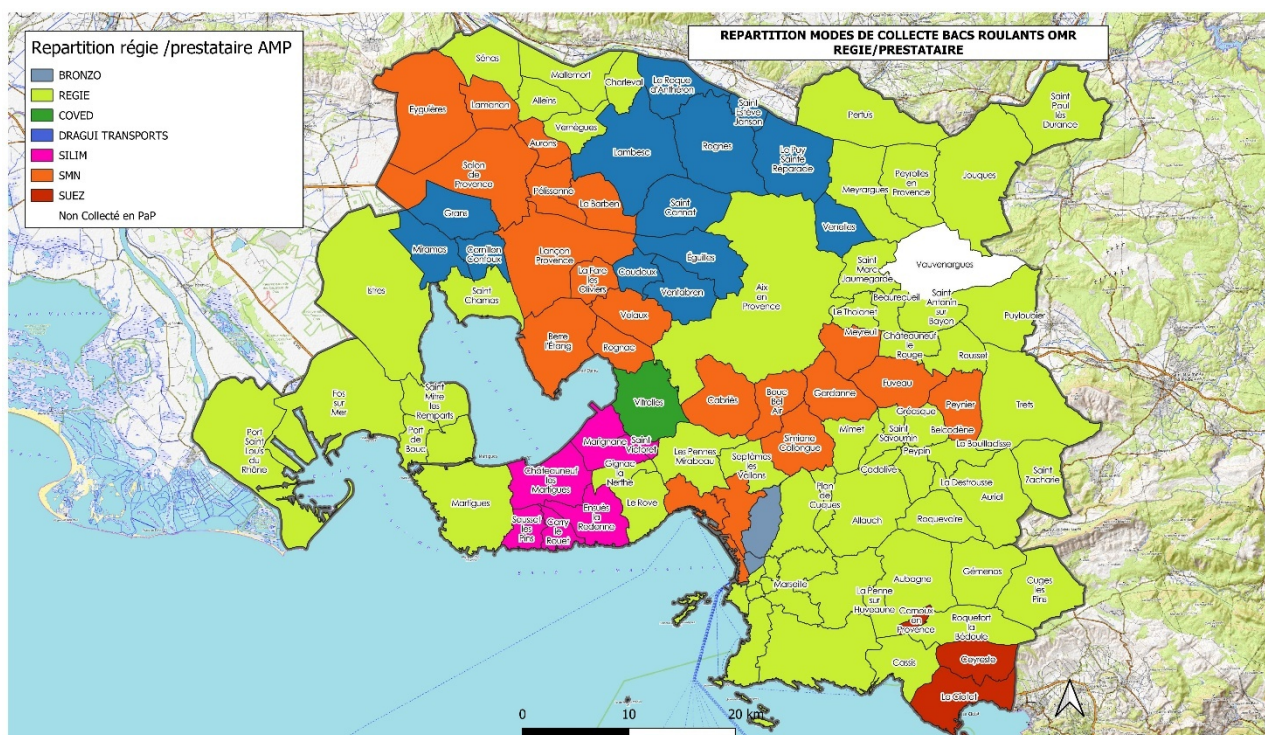 REPARTITION MODES DE COLLECTE BACS ROULANTS OMR
REGIE/PRESTATAIRE
Repartition régie /prestataire AMP
BRONZO
REGIE
COVED
DRAGUI TRANSPORTS
SILIM
SMN
SUEZ
Non Collecté en PaP
Sénas
Mallemort
Charleval
La Roque
d'Anthéron
Saint
Estève
Janson
Saint
Paul
lès
Durance
Eyguières
Lamanon
Alleins
Vernègues
Pertuis
Aurons
Lambesc
Rognes
Le Puy
Sainte
Réparade
Salon
de
Provence
Meyrargues
Peyrolles
en
Provence
Jouques
Pélissanne
La Barben
Saint
Cannat
Grans
Venelles
Miramas
Cornillon
Confoux
Lançon
Provence
La Fare
les
Oliviers
Coudoux
Éguilles
Ventabren
Vauvenargues
Saint
Marc
Jaumegarde
Istres
Saint
Chamas
Aix
en
Provence
Beaurecueil
Saint
Antonin
sur
Bayon
Puyloubier
Le Tholonet
Velaux
Berre
l'Étang
Rognac
Meyreuil
Châteauneuf
le
Rouge
Rousset
Fos
sur
Mer
Saint
Mitre
les
Remparts
Port
de
Bouc
Vitrolles
Cabriès
Bouc
Bel
Air
Gardanne
Fuveau
Peynier
Trets
Gréasque
Belcodène
Port
Saint
Louis
du
Rhône
Marignane
Saint
Victoret
Simiane
Collongue
Mimet
Saint
Savournin
La Bouilladisse
Peypin
Châteauneuf
les
Martigues
Gignac
la
Nerthe
Les Pennes
Mirabeau
Septèmes
les
Vallons
Cadolive
La Destrousse
Auriol
Saint
Zacharie
Martigues
Le Rove
Ensuès
la
Redonne
Sausset
les
Pins
Carry
le
Rouet
Plan
de
Cuques
Allauch
Roquevaire
Marseille
La Penne
sur
Huveaune
Aubagne
Gémenos
Cuges
les
Pins
Carnoux
en
Provence
Roquefort
la
Bédoule
Cassis
Ceyreste
La Ciotat
0
10
20 km